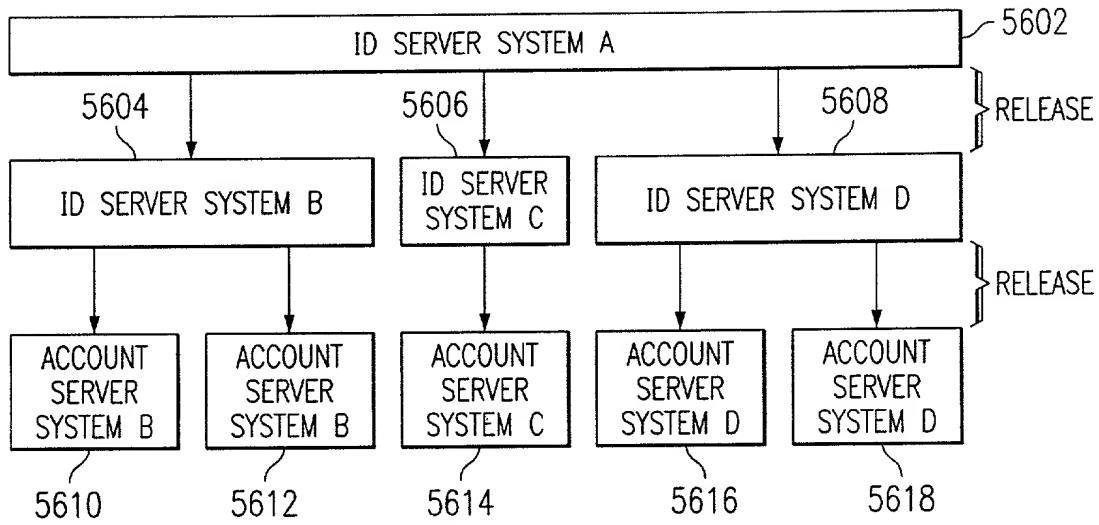 ID SERVER SYSTEM A
5602
RELEASE
5604
5606
5608
ID SERVER SYSTEM B
ID SERVER
SYSTEM C
ID SERVER SYSTEM D
RELEASE
ACCOUNT
SERVER
SYSTEM B
ACCOUNT
SERVER
SYSTEM B
ACCOUNT
SERVER
SYSTEM C
ACCOUNT
SERVER
SYSTEM D
ACCOUNT
SERVER
SYSTEM D
5610
5612
5614
5616
5618